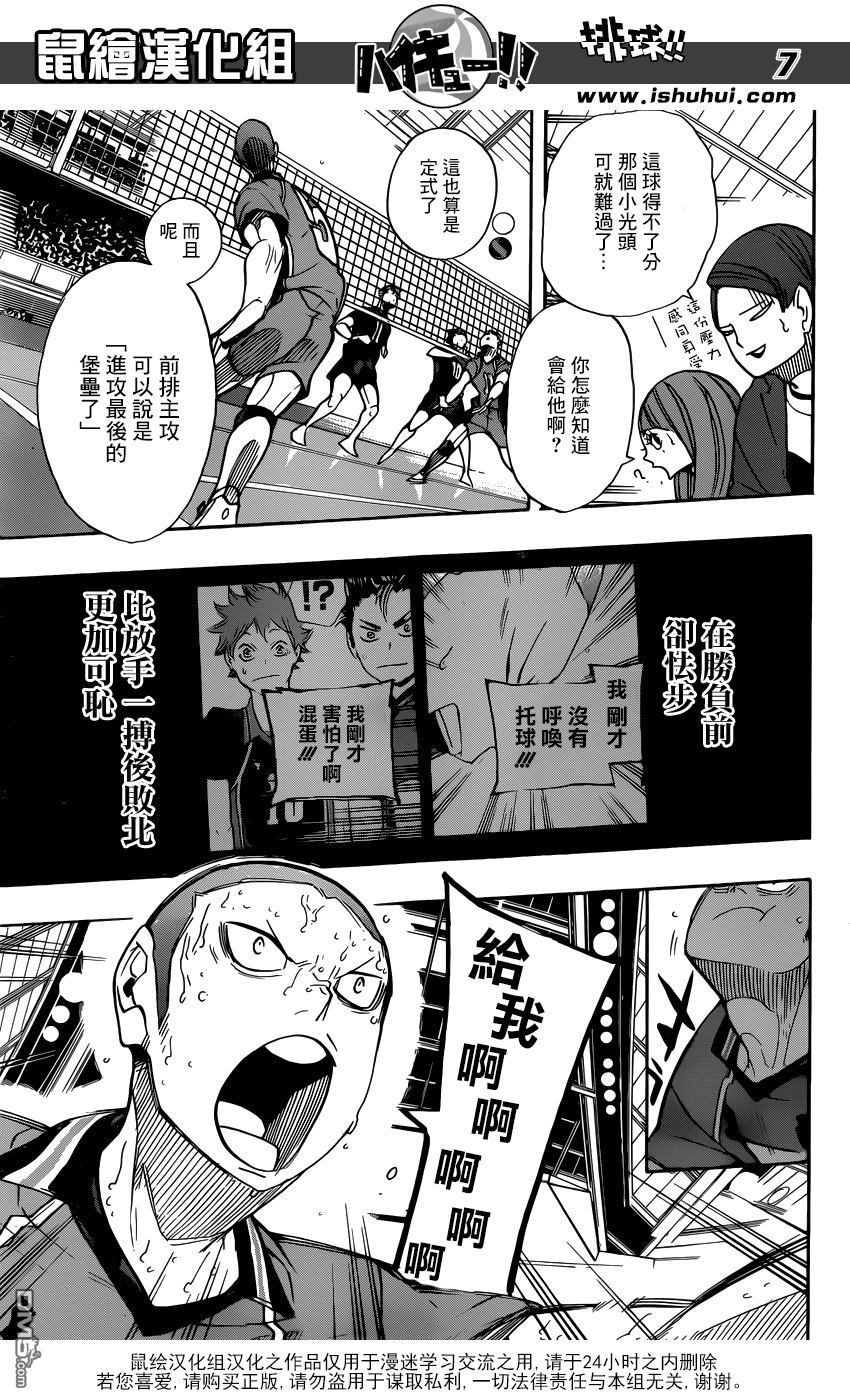 鼠繪漢化組
ハイキュー!!
排球!!
7
www.ishuhui.com
這球得不了分
那個小光頭
可就難過了…
這份壓力
感同身受
你怎麼知道
會給他啊?
這也算是
定式了
而且
呢
前排主攻
可以說是
「進攻最後的
堡壘了」
在勝負前
卻怯步
我剛才
沒有
呼喚
托球!!!
!?
我剛才
害怕了啊
混蛋!!!
比放手一搏後敗北
更加可恥
給我啊啊啊啊啊
DM5.com
鼠绘汉化组汉化之作品仅用于漫迷学习交流之用,请于24小时之内删除
若您喜爱,请购买正版,请勿盗用于谋取私利,一切法律责任与本组无关,谢谢。